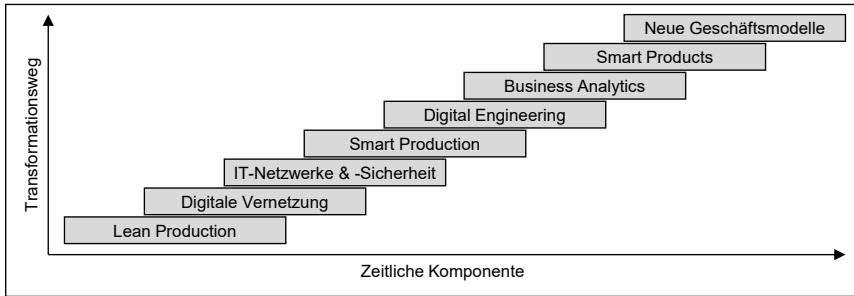 Neue Geschäftsmodelle
Smart Products
Business Analytics
Digital Engineering
Smart Production
IT-Netzwerke & -Sicherheit
Digitale Vernetzung
Lean Production
Transformationsweg
Zeitliche Komponente